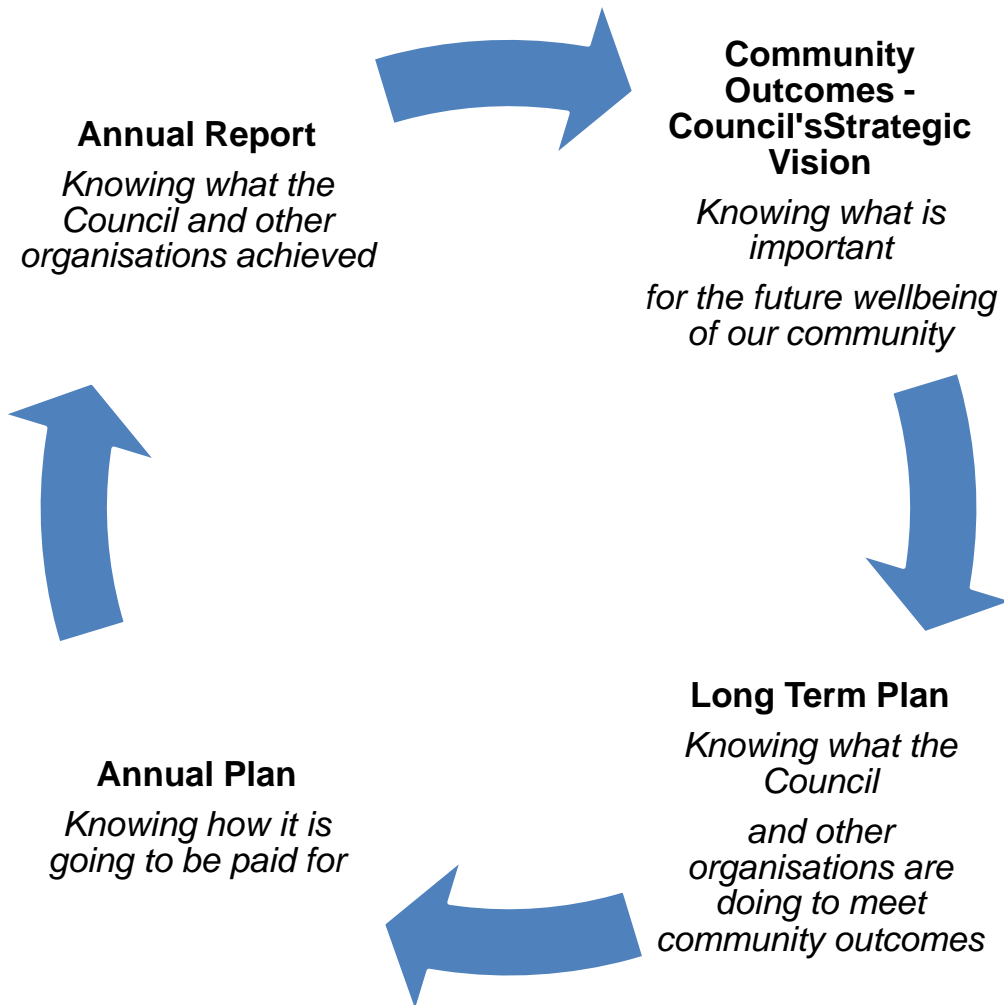 Annual Report
Knowing what the
Council and other
organisations achieved
Community
Outcomes -
Council'sStrategic
Vision
Knowing what is
important
for the future wellbeing
of our community
Long Term Plan
Knowing what the
Council
and other
organisations are
doing to meet
community outcomes
Annual Plan
Knowing how it is
going to be paid for